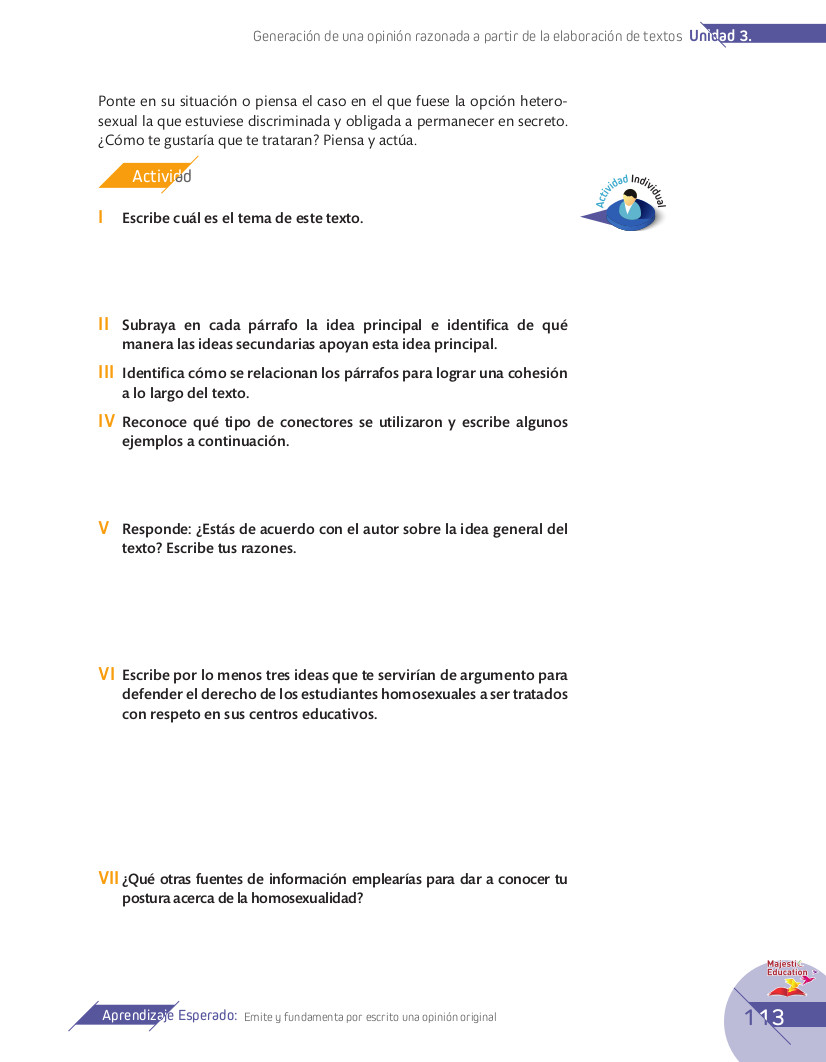 Generación de una opinión razonada a partir de la elaboración de textos Unidad 3.
Ponte en su situación o piensa el caso en el que fuese la opción hetero-
sexual la que estuviese discriminada y obligada a permanecer en secreto.
¿Cómo te gustaría que te trataran? Piensa y actúa.
Actividad
Actividad Individual
I Escribe cuál es el tema de este texto.
II Subraya en cada párrafo la idea principal e identifica de qué
manera las ideas secundarias apoyan esta idea principal.
III Identifica cómo se relacionan los párrafos para lograr una cohesión
a lo largo del texto.
IV Reconoce qué tipo de conectores se utilizaron y escribe algunos
ejemplos a continuación.
V Responde: ¿Estás de acuerdo con el autor sobre la idea general del
texto? Escribe tus razones.
VI Escribe por lo menos tres ideas que te servirían de argumento para
defender el derecho de los estudiantes homosexuales a ser tratados
con respeto en sus centros educativos.
VII ¿Qué otras fuentes de información emplearías para dar a conocer tu
postura acerca de la homosexualidad?
Majestic
Education
Aprendizaje Esperado: Emite y fundamenta por escrito una opinión original
113